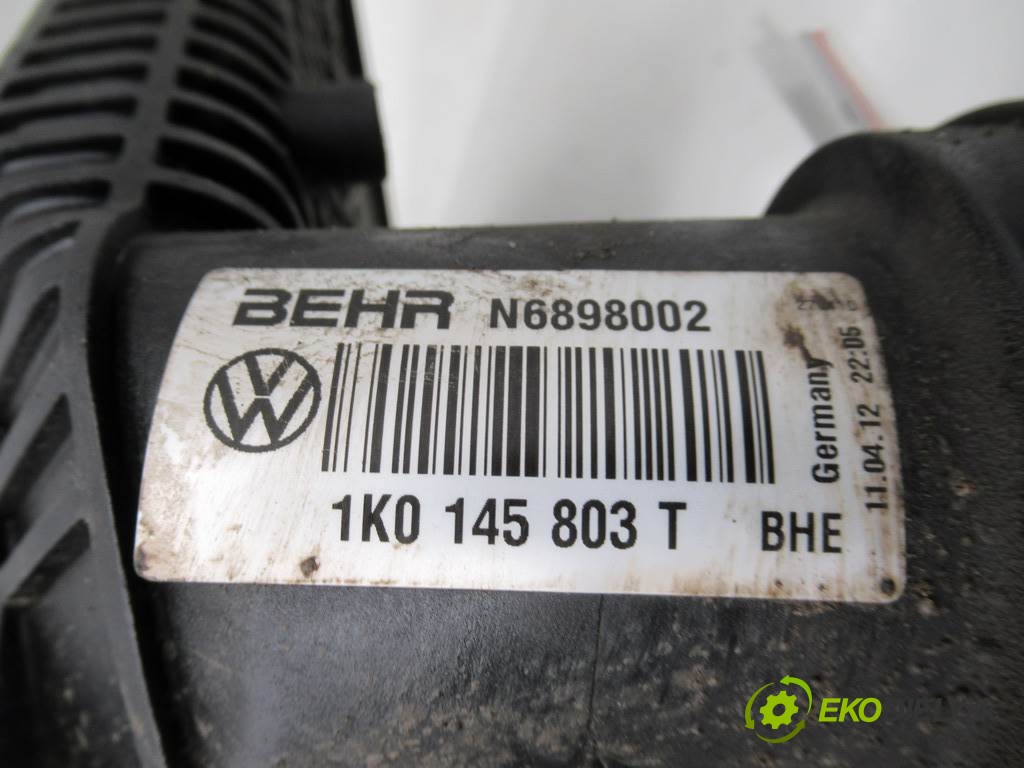 BEHR N6898002
1K0 145 803 T BHE
Germany
11.04.12 22:05
EKO